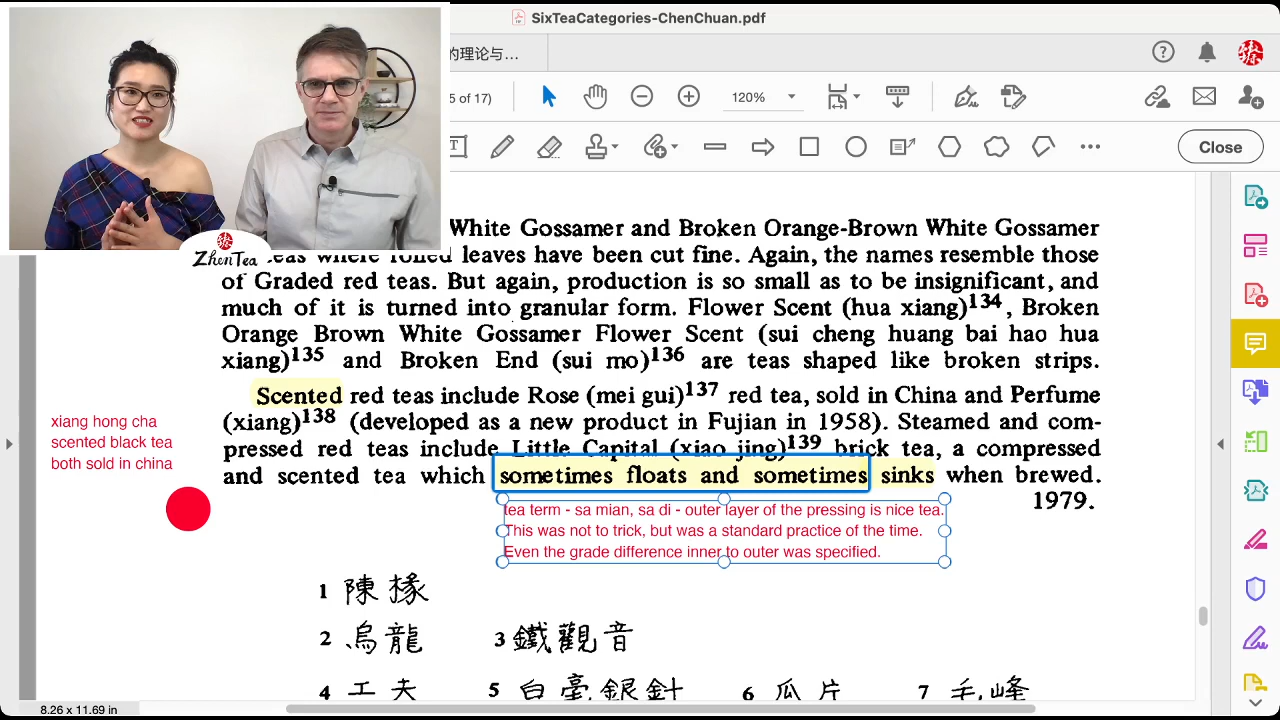 SixTeaCategories-ChenChuan.pdf
的理论与...
5 of 17)
120%
Close
臻
ZhenTea
White Gossamer and Broken Orange-Brown White Gossamer
teas where rolled leaves have been cut fine. Again, the names resemble those
of Graded red teas. But again, production is so small as to be insignificant, and
much of it is turned into granular form. Flower Scent (hua xiang)134, Broken
Orange Brown White Gossamer Flower Scent (sui cheng huang bai hao hua
xiang)135 and Broken End (sui mo)136 are teas shaped like broken strips.
Scented red teas include Rose (mei gui)137 red tea, sold in China and Perfume
(xiang)138 (developed as a new product in Fujian in 1958). Steamed and com-
pressed red teas include Little Capital (xiao jing)139 brick tea, a compressed
and scented tea which sometimes floats and sometimes sinks when brewed.
1979.
xiang hong cha
scented black tea
both sold in china
tea term - sa mian, sa di - outer layer of the pressing is nice tea.
This was not to trick, but was a standard practice of the time.
Even the grade difference inner to outer was specified.
1 陳椽
2 烏龍 3 鐵觀音
4 工夫 5 白毫銀針 6 瓜片 7 毛峰
8.26 x 11.69 in